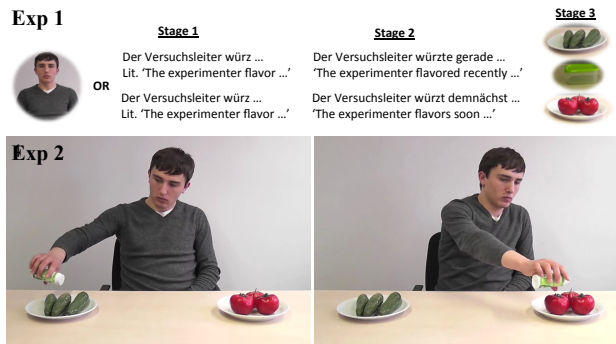 Exp 1
Stage 1
Stage 2
Stage 3
Der Versuchsleiter würz ...
Lit. ‘The experimenter flavor ...’
OR
Der Versuchsleiter würz ...
Lit. ‘The experimenter flavor ...’
Der Versuchsleiter würzte gerade ...
‘The experimenter flavored recently ...’
Der Versuchsleiter würzt demnächst ...
‘The experimenter flavors soon ...’
Exp 2